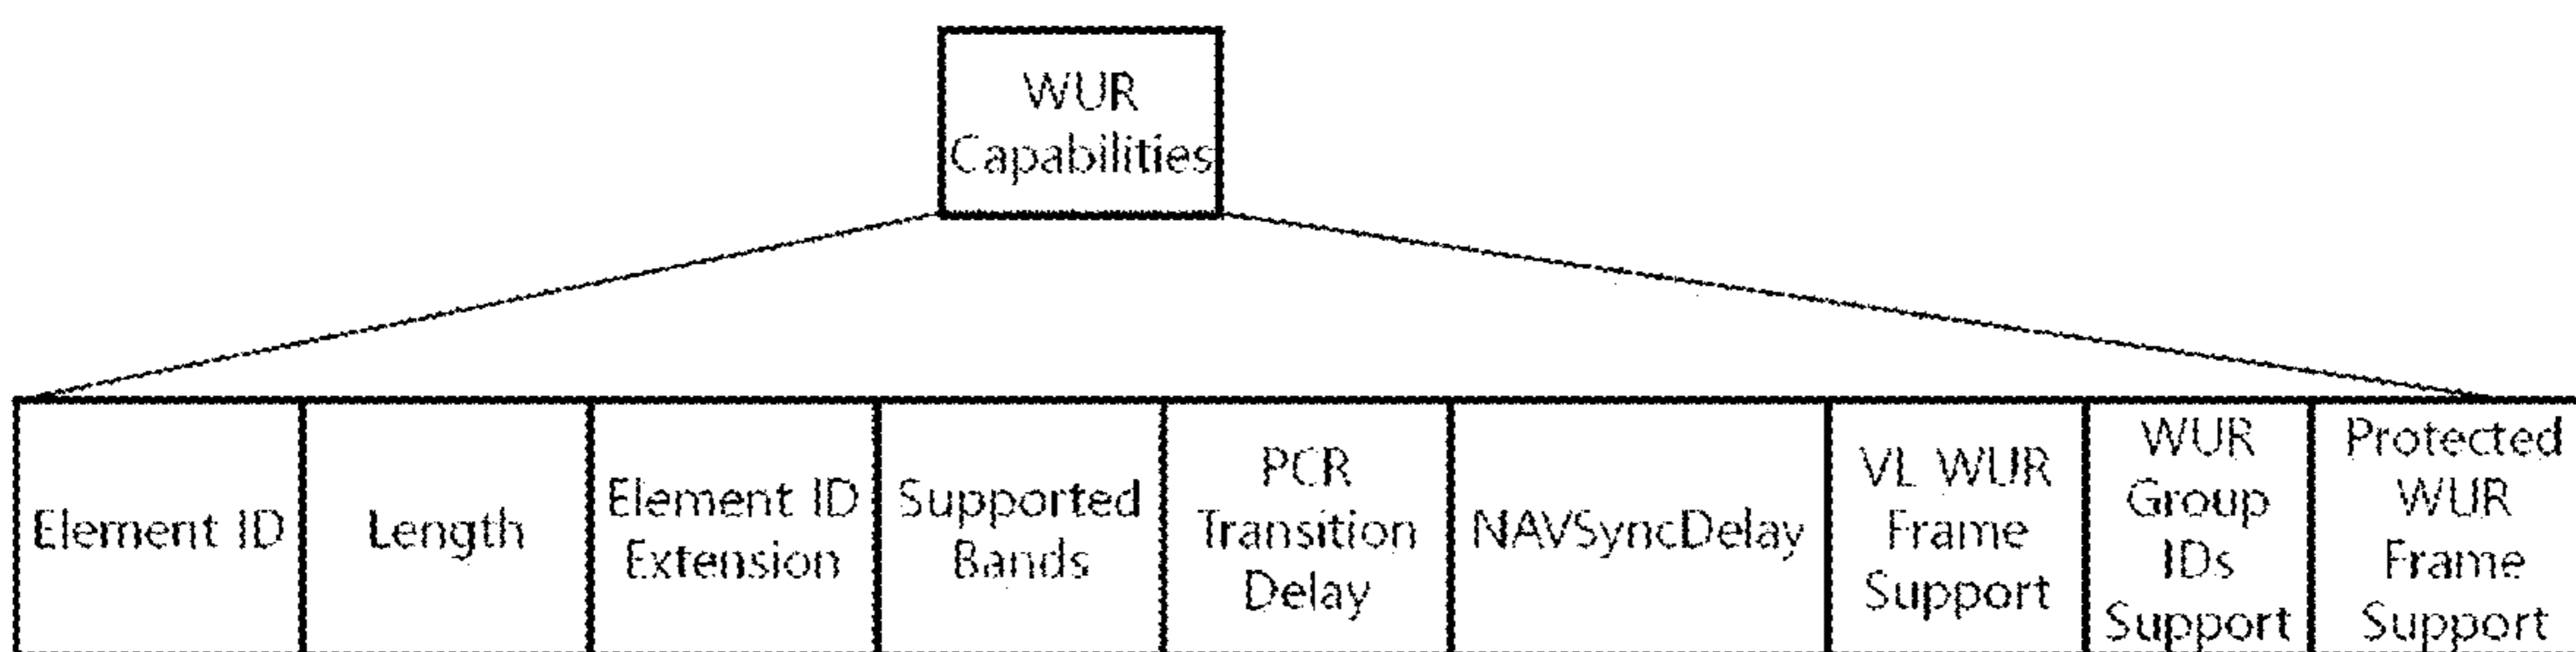 WUR
Capabilities
Element ID
Length
Element ID
Extension
Supported
Bands
PCR
Transition
Delay
NAVSyncDelay
VL WUR
Frame
Support
WUR
Group
IDs
Support
Protected
WUR
Frame
Support